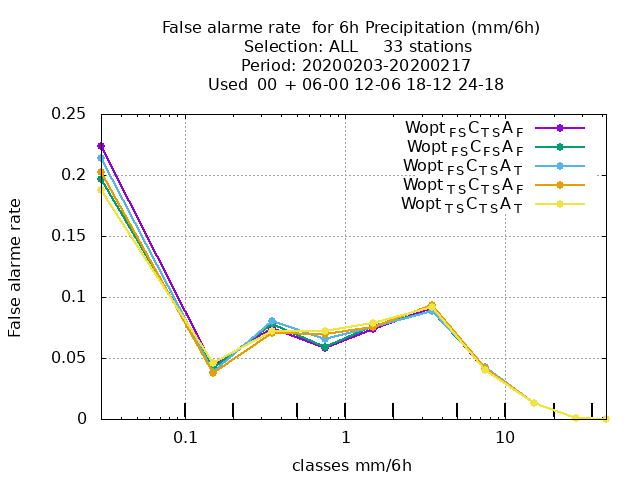 False alarme rate  for 6h Precipitation (mm/6h)
Selection: ALL     33 stations
Period: 20200203-20200217
Used  00 + 06-00 12-06 18-12 24-18
0.25
Wopt FS C TS A F
Wopt FS C FS A F
Wopt FS C TS A T
0.2
Wopt TS C TS A F
Wopt TS C TS A T
0.15
False alarme rate
0.1
0.05
0
0.1 1 10
classes mm/6h